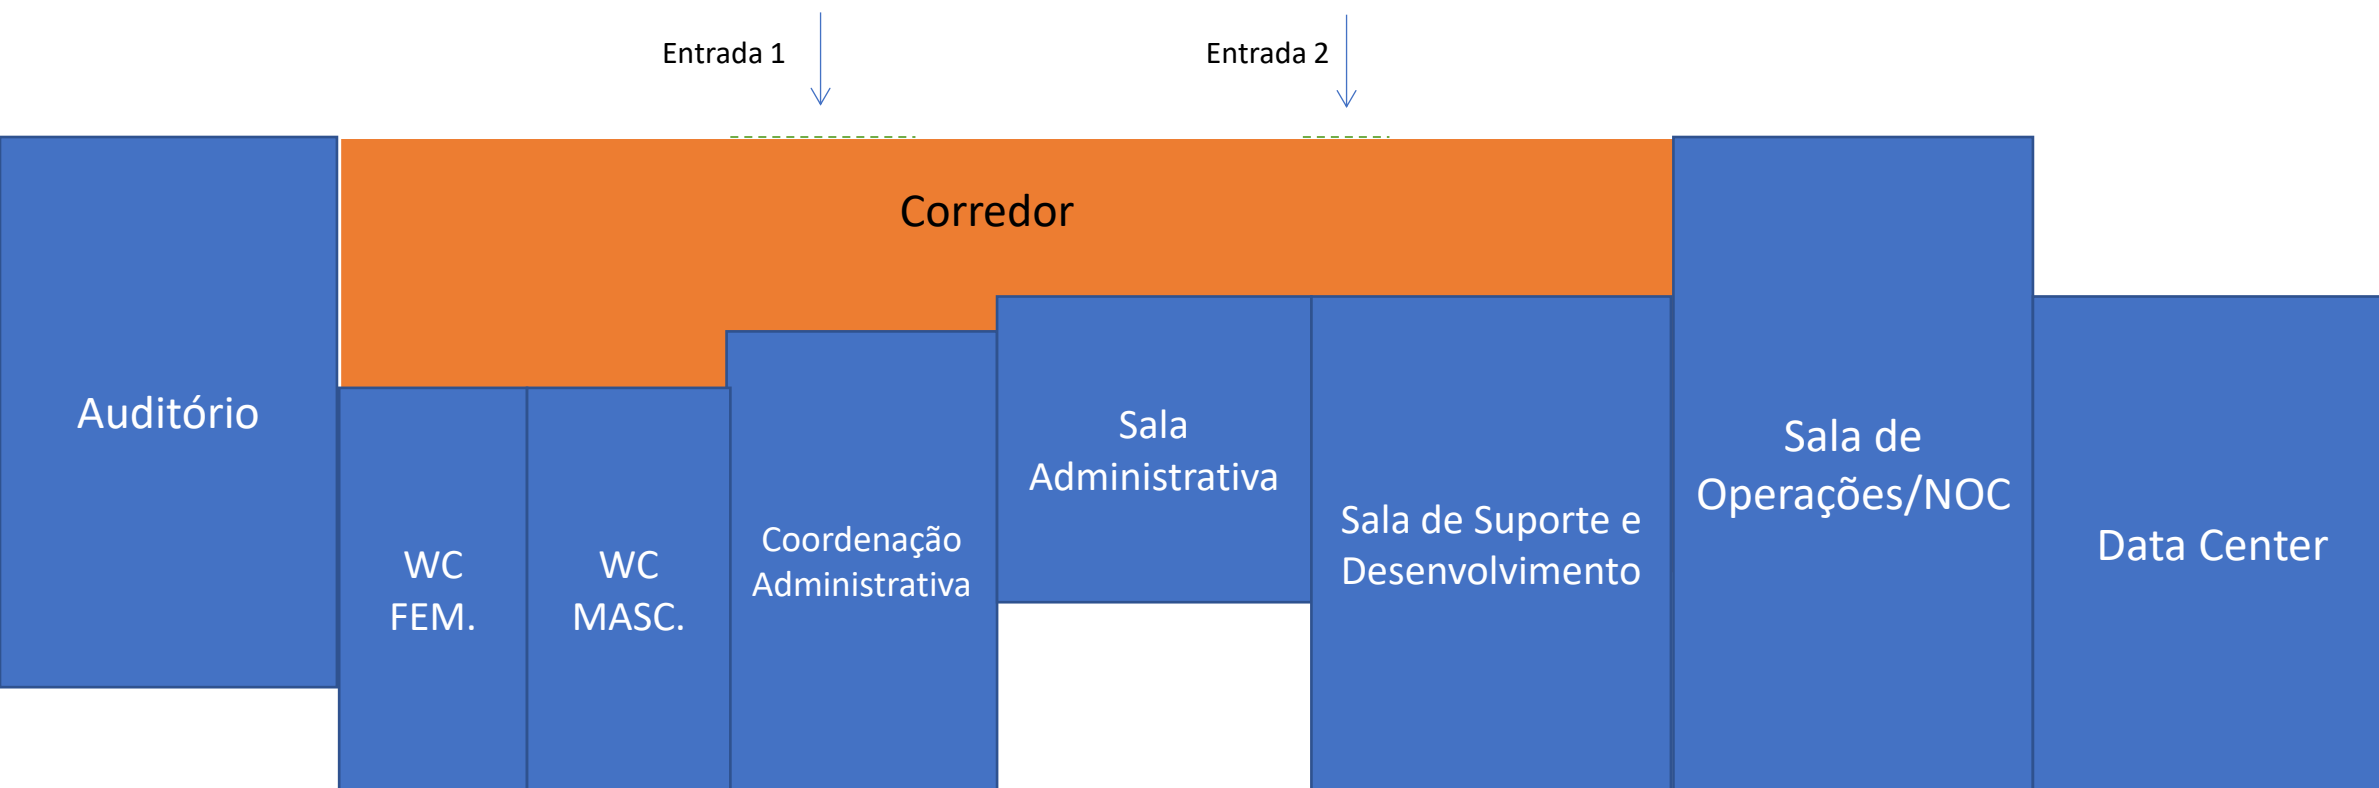 Entrada 1
Entrada 2
Corredor
Auditório
WC
FEM.
WC
MASC.
Coordenação
Administrativa
Sala
Administrativa
Sala de Suporte e
Desenvolvimento
Sala de
Operações/NOC
Data Center